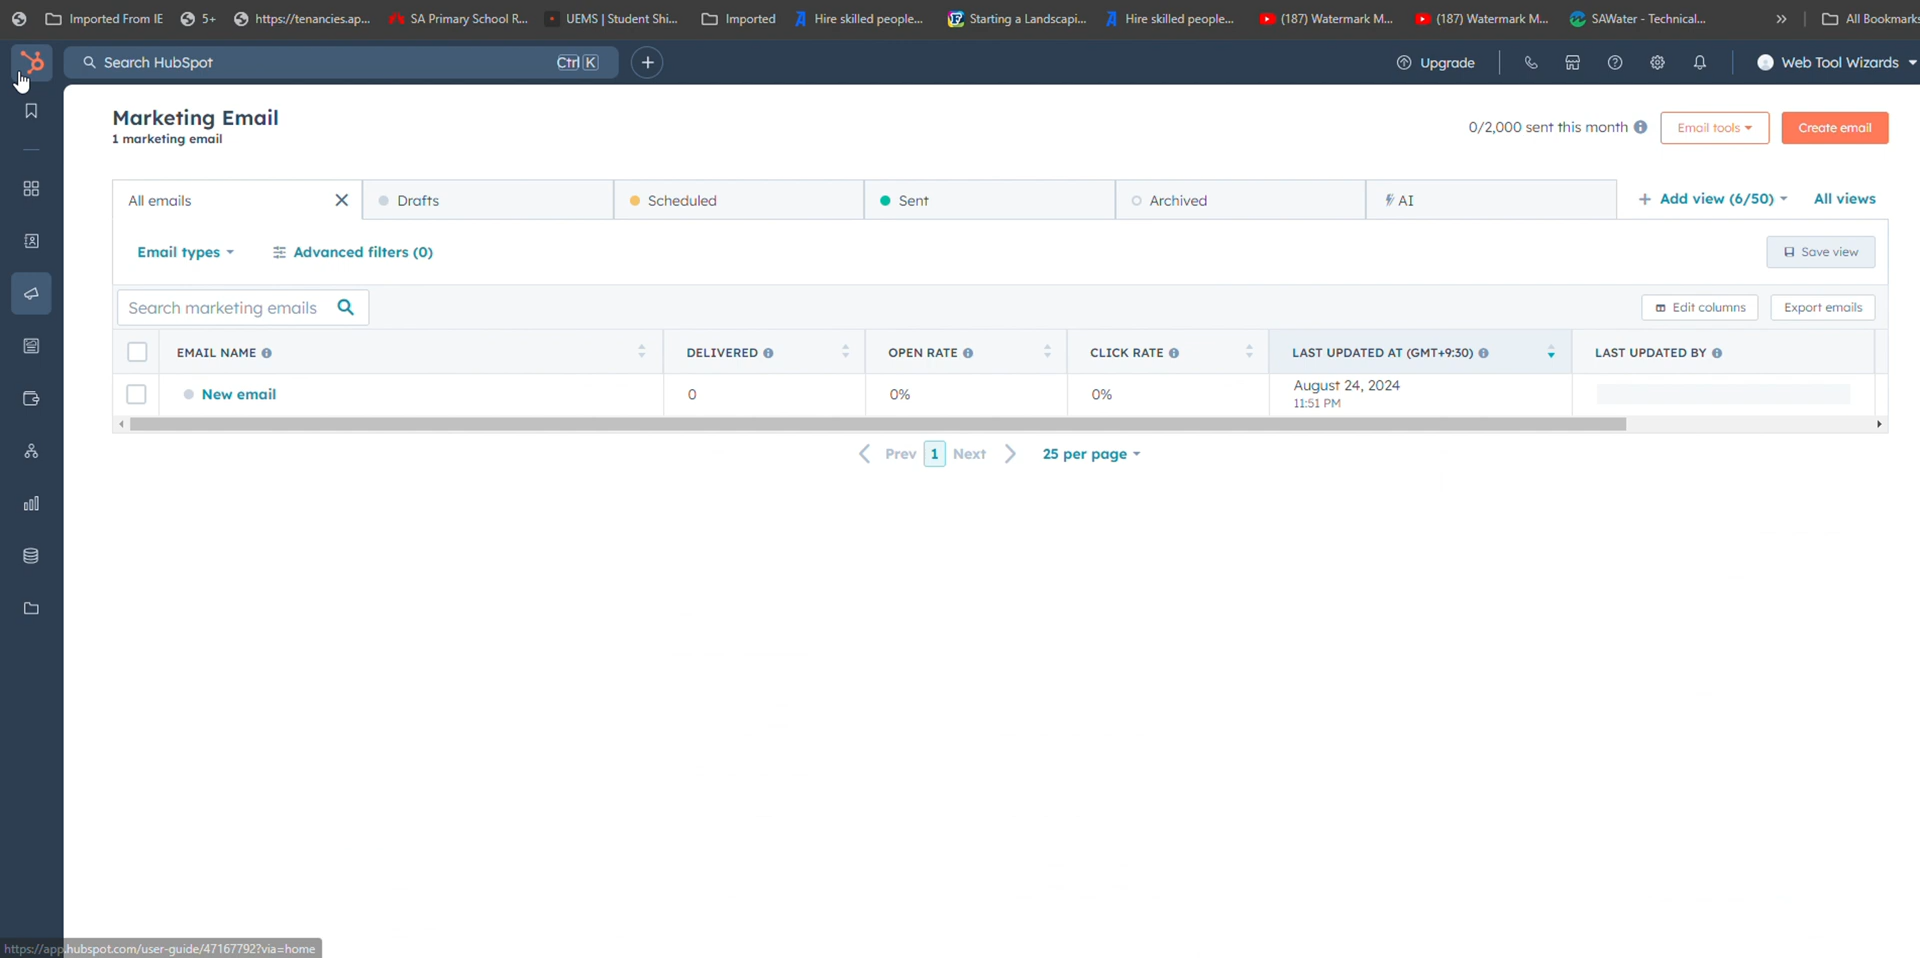 Imported From IE 5+ https://tenancies.ap... SA Primary School R... UEMS | Student Shi... Imported Hire skilled people... Starting a Landscapi... Hire skilled people... (187) Watermark M... (187) Watermark M... SAWater - Technical... » All Bookmarks
Search HubSpot Ctrl K + Upgrade Web Tool Wizards
Marketing Email
1 marketing email
0/2,000 sent this month Email tools Create email
All emails Drafts Scheduled Sent Archived AI + Add view (6/50) All views
Email types Advanced filters (0) Save view
Search marketing emails Edit columns Export emails
EMAIL NAME DELIVERED OPEN RATE CLICK RATE LAST UPDATED AT (GMT+9:30) LAST UPDATED BY
New email 0 0% 0% August 24, 2024
11:51 PM
Prev 1 Next 25 per page
https://app.hubspot.com/user-guide/47167792?via=home